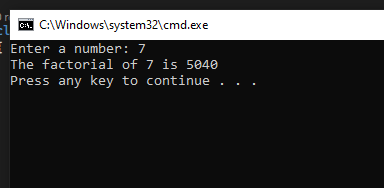 C:\Windows\system32\cmd.exe
Enter a number: 7
The factorial of 7 is 5040
Press any key to continue . . .